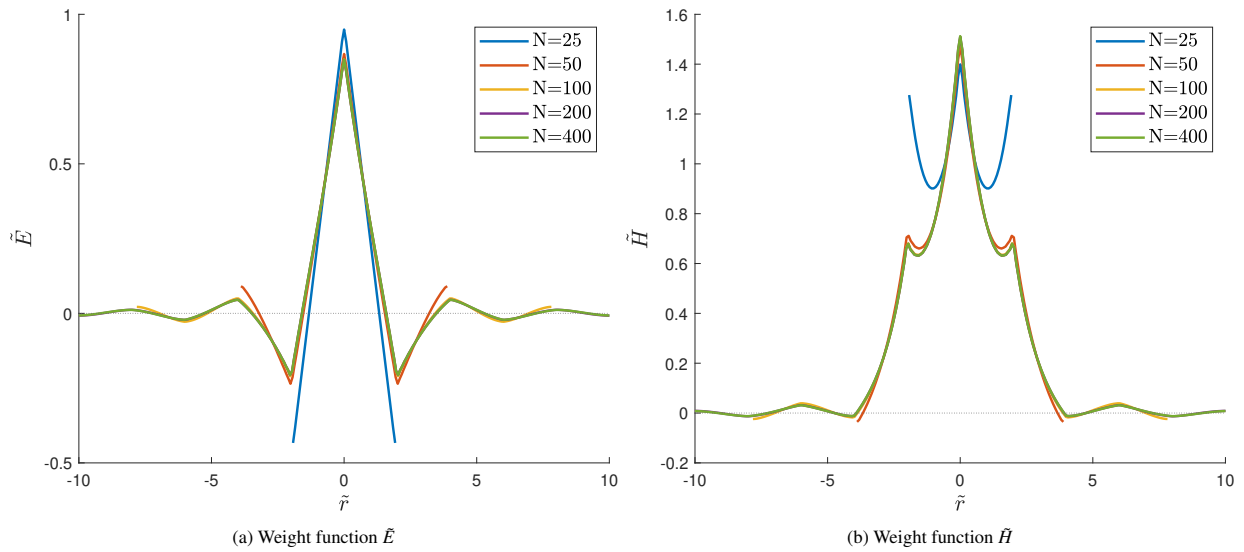 1
0.5
0
-0.5
-10
-5
0
5
10
Ẽ
r̃
N=25
N=50
N=100
N=200
N=400
(a) Weight function Ẽ
1.6
1.4
1.2
1
0.8
0.6
0.4
0.2
0
-0.2
-10
-5
0
5
10
H̃
r̃
N=25
N=50
N=100
N=200
N=400
(b) Weight function H̃